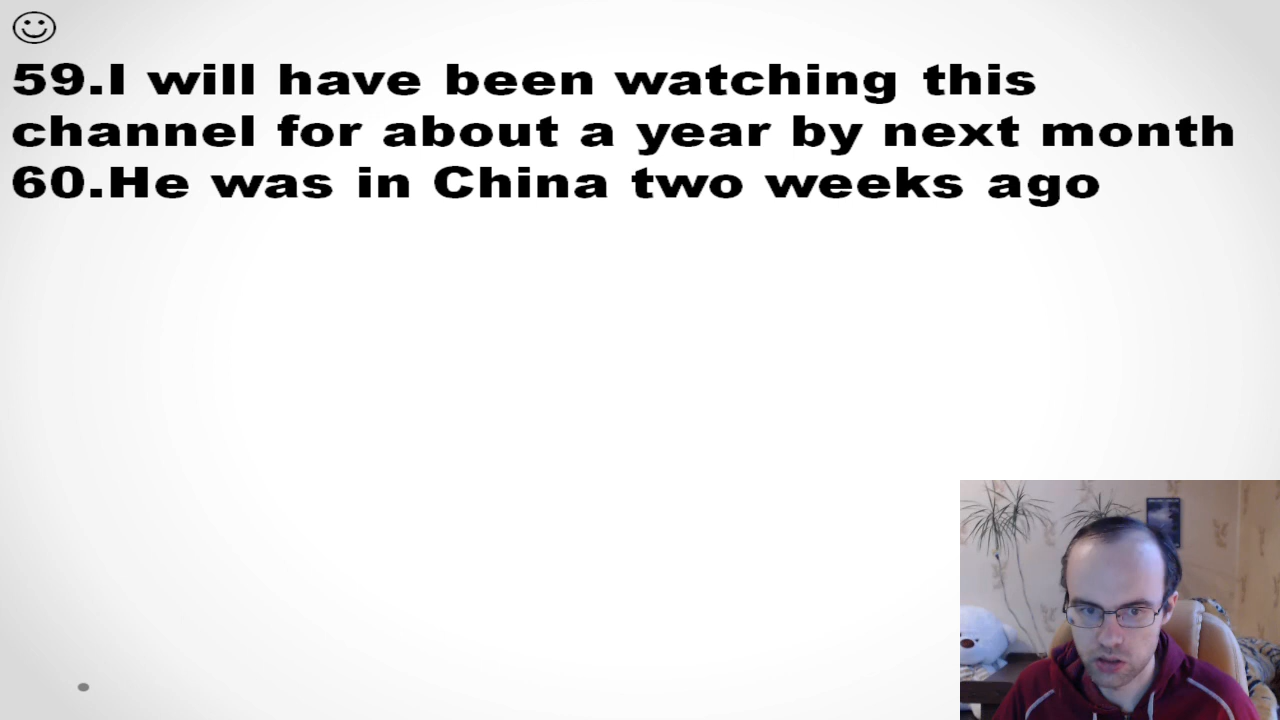 59.I will have been watching this
channel for about a year by next month
60.He was in China two weeks ago